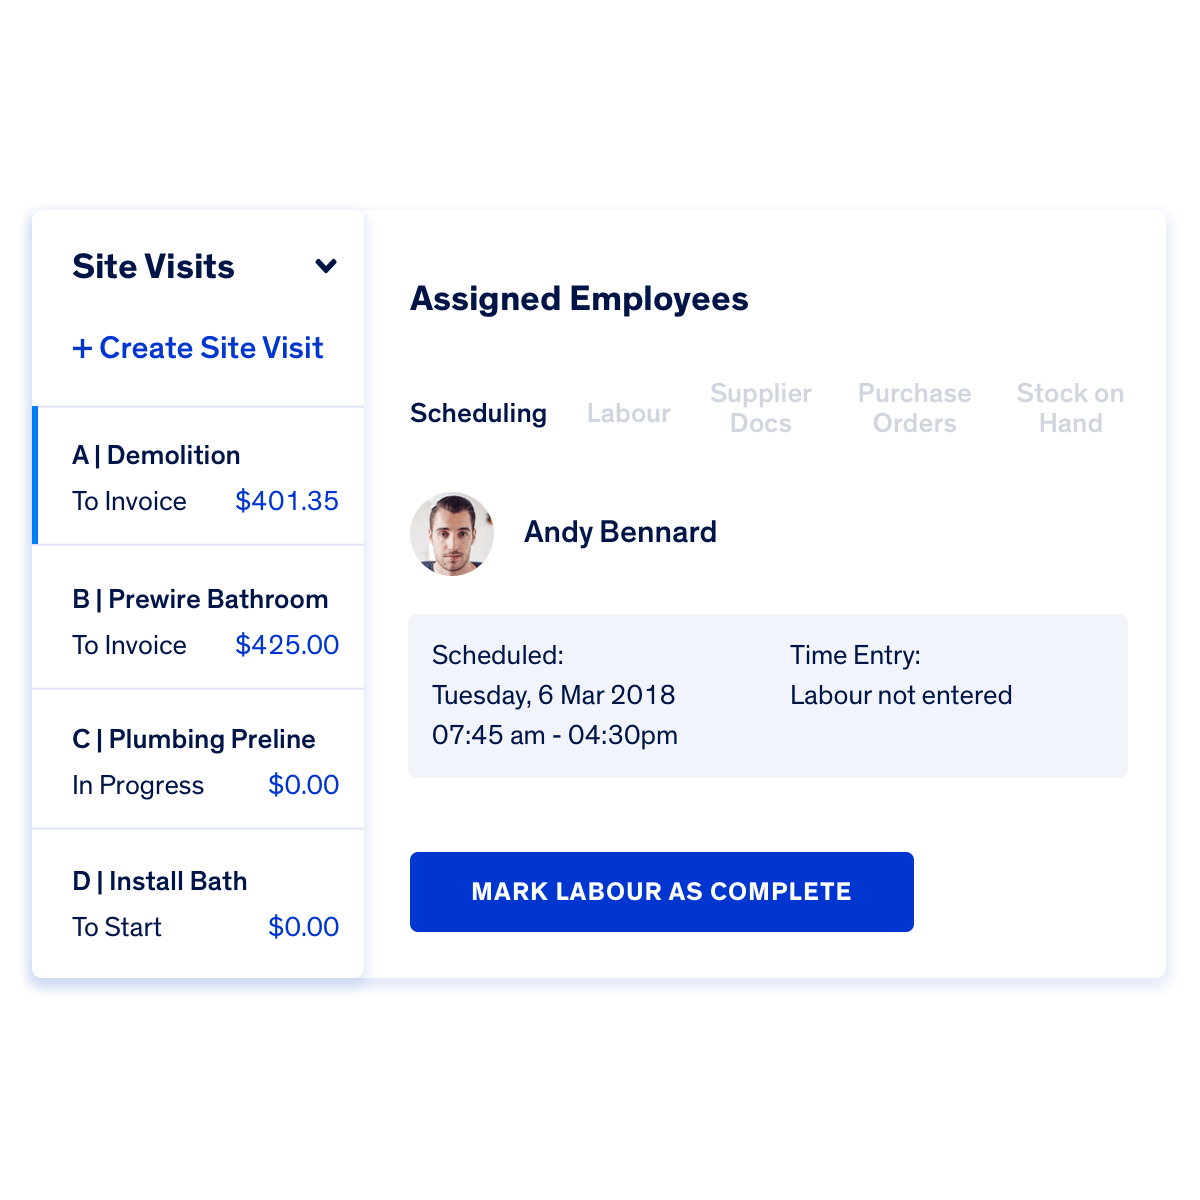 Site Visits
+ Create Site Visit
A | Demolition
To Invoice $401.35
B | Prewire Bathroom
To Invoice $425.00
C | Plumbing Preline
In Progress $0.00
D | Install Bath
To Start $0.00
Assigned Employees
Scheduling
Labour
Supplier
Docs
Purchase
Orders
Stock on
Hand
Andy Bennard
Scheduled:
Tuesday, 6 Mar 2018
07:45 am - 04:30pm
Time Entry:
Labour not entered
MARK LABOUR AS COMPLETE